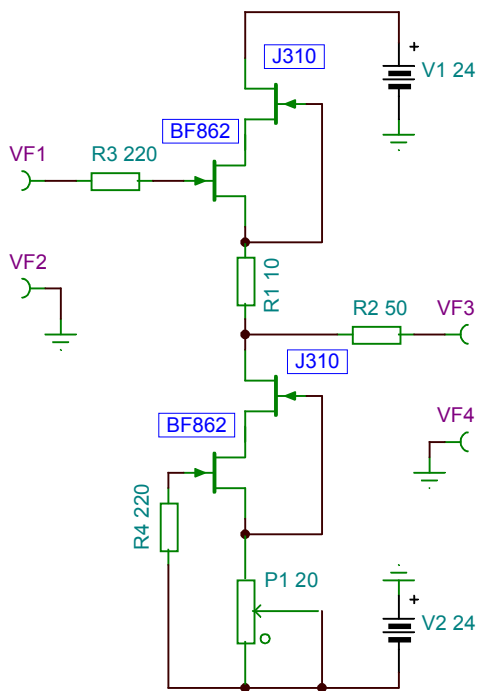 J310
+
V1 24
BF862
VF1
R3 220
VF2
R1 10
R2 50
VF3
J310
BF862
VF4
R4 220
P1 20
+
V2 24